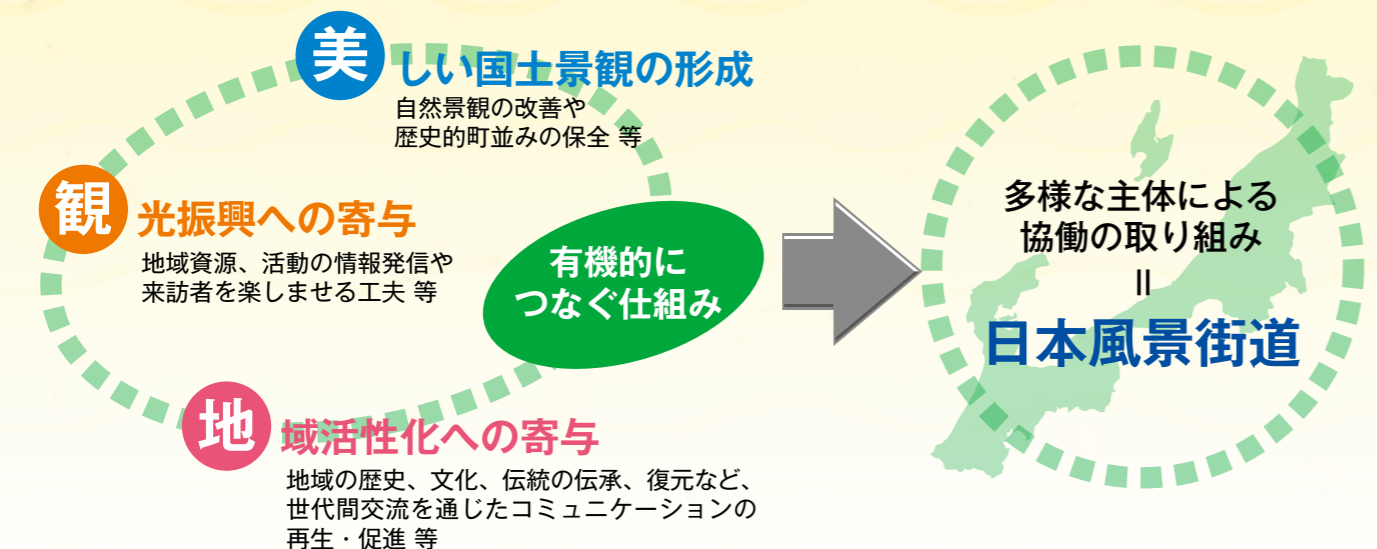 美しい国土景観の形成
自然景観の改善や
歴史的町並みの保全 等
観光振興への寄与
地域資源、活動の情報発信や
来訪者を楽しませる工夫 等
地域活性化への寄与
地域の歴史、文化、伝統の伝承、復元など、
世代間交流を通じたコミュニケーションの
再生・促進 等
有機的に
つなぐ仕組み
多様な主体による
協働の取り組み
＝
日本風景街道